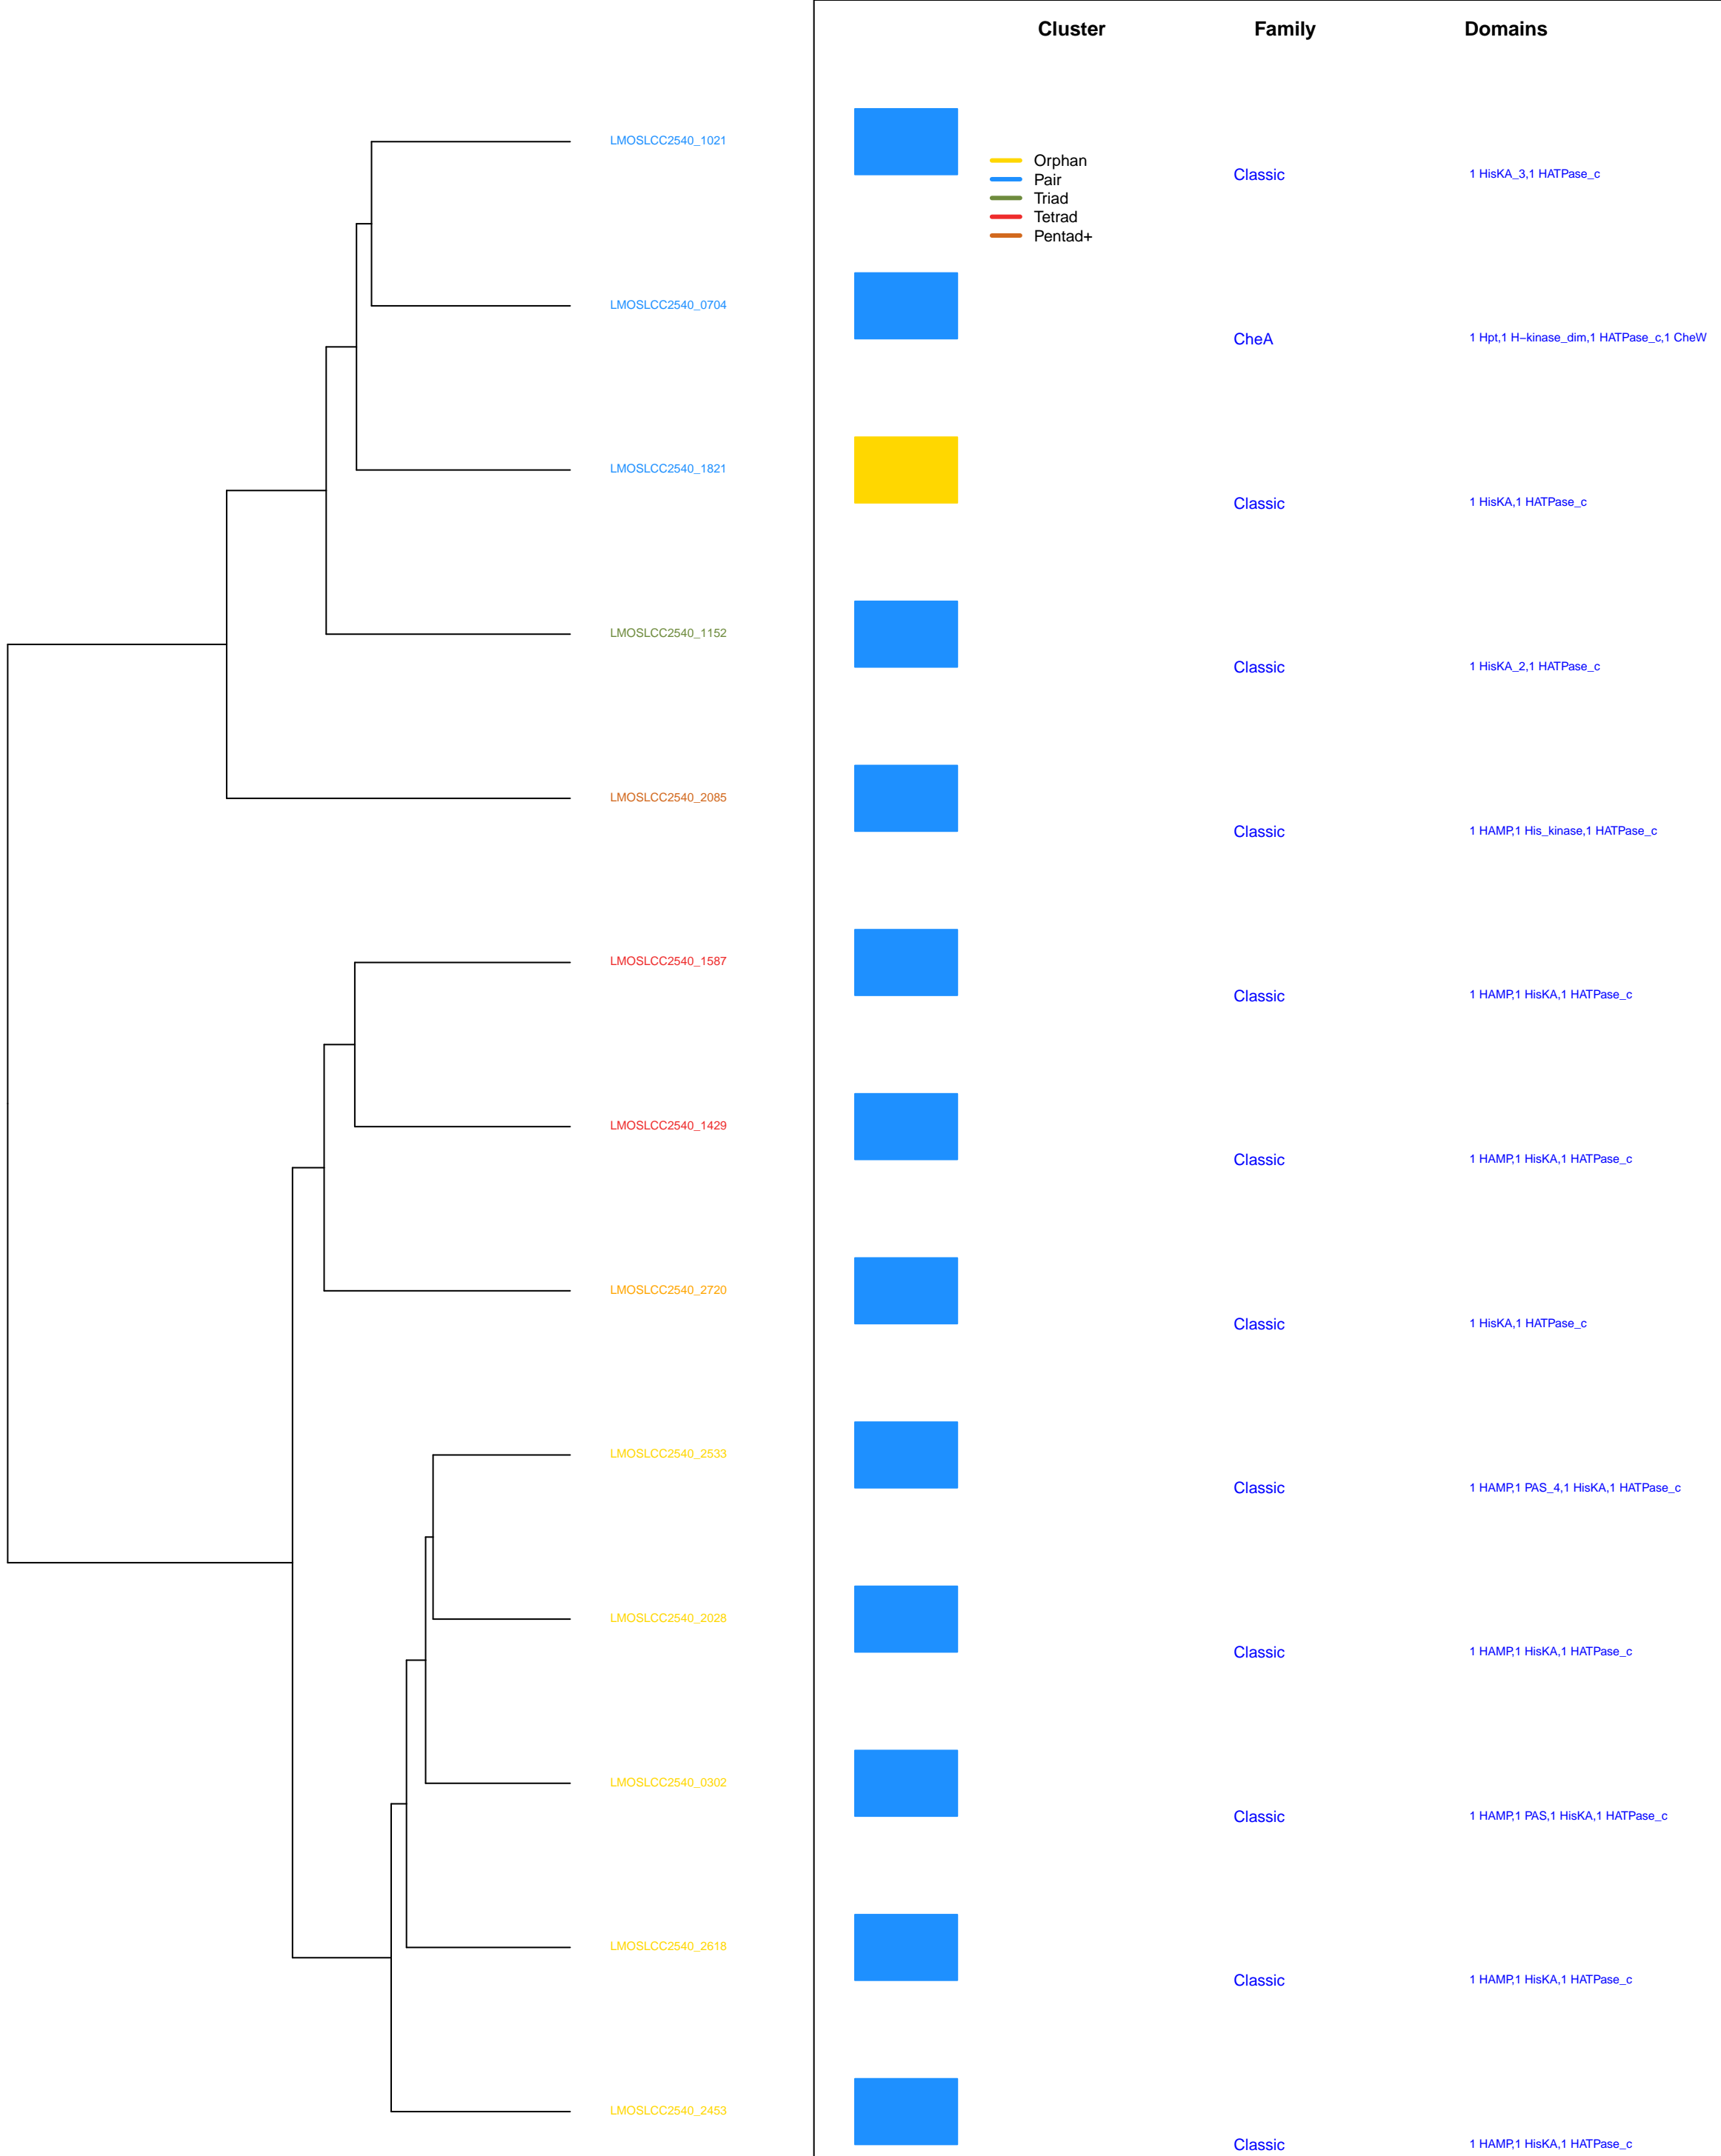 Cluster Family Domains
LMOSLCC2540_1021
Orphan
Pair
Classic 1 HisKA_3,1 HATPase_c
Triad
Tetrad
Pentad+
LMOSLCC2540_0704
CheA 1 Hpt,1 H−kinase_dim,1 HATPase_c,1 CheW
LMOSLCC2540_1821
Classic 1 HisKA,1 HATPase_c
LMOSLCC2540_1152
Classic 1 HisKA_2,1 HATPase_c
LMOSLCC2540_2085
Classic 1 HAMP,1 His_kinase,1 HATPase_c
LMOSLCC2540_1587
Classic 1 HAMP,1 HisKA,1 HATPase_c
LMOSLCC2540_1429
Classic 1 HAMP,1 HisKA,1 HATPase_c
LMOSLCC2540_2720
Classic 1 HisKA,1 HATPase_c
LMOSLCC2540_2533
Classic 1 HAMP,1 PAS_4,1 HisKA,1 HATPase_c
LMOSLCC2540_2028
Classic 1 HAMP,1 HisKA,1 HATPase_c
LMOSLCC2540_0302
Classic 1 HAMP,1 PAS,1 HisKA,1 HATPase_c
LMOSLCC2540_2618
Classic 1 HAMP,1 HisKA,1 HATPase_c
LMOSLCC2540_2453
Classic 1 HAMP,1 HisKA,1 HATPase_c